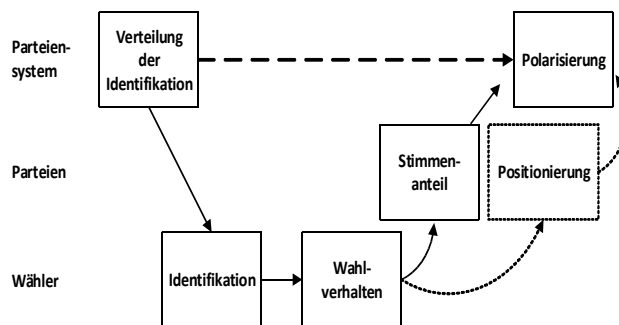 Parteien-
system
Verteilung
der
Identifikation
Polarisierung
Parteien
Stimmen-
anteil
Positionierung
Wähler
Identifikation
Wahl-
verhalten